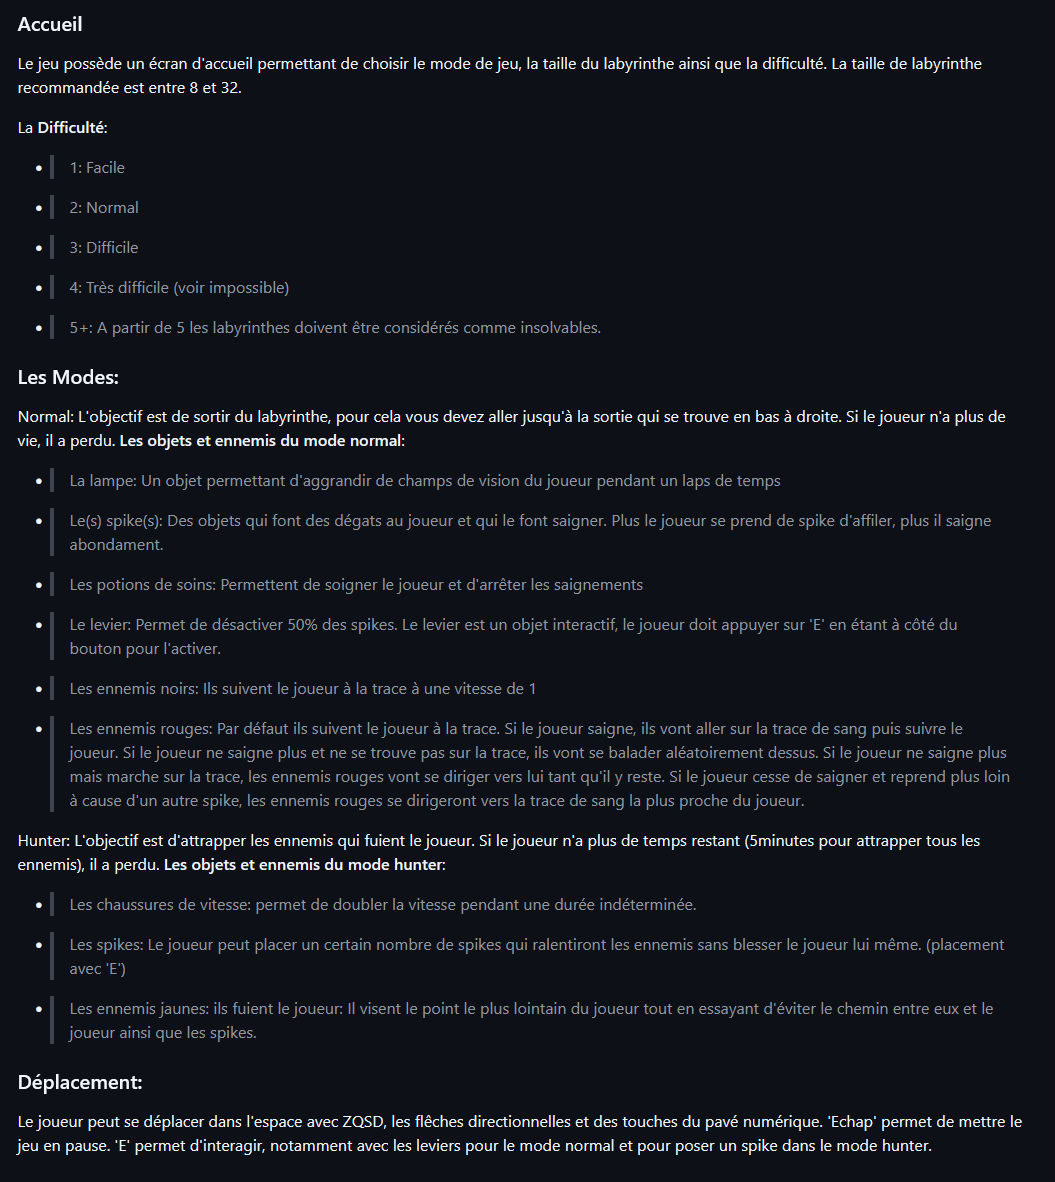 Accueil
Le jeu possède un écran d'accueil permettant de choisir le mode de jeu, la taille du labyrinthe ainsi que la difficulté. La taille de labyrinthe
recommandée est entre 8 et 32.
La Difficulté:
1: Facile
2: Normal
3: Difficile
4: Très difficile (voir impossible)
5+: A partir de 5 les labyrinthes doivent être considérés comme insolvables.
Les Modes:
Normal: L'objectif est de sortir du labyrinthe, pour cela vous devez aller jusqu'à la sortie qui se trouve en bas à droite. Si le joueur n'a plus de
vie, il a perdu. Les objets et ennemis du mode normal:
La lampe: Un objet permettant d'aggrandir de champs de vision du joueur pendant un laps de temps
Le(s) spike(s): Des objets qui font des dégats au joueur et qui le font saigner. Plus le joueur se prend de spike d'affiler, plus il saigne
abondament.
Les potions de soins: Permettent de soigner le joueur et d'arrêter les saignements
Le levier: Permet de désactiver 50% des spikes. Le levier est un objet interactif, le joueur doit appuyer sur 'E' en étant à côté du
bouton pour l'activer.
Les ennemis noirs: Ils suivent le joueur à la trace à une vitesse de 1
Les ennemis rouges: Par défaut ils suivent le joueur à la trace. Si le joueur saigne, ils vont aller sur la trace de sang puis suivre le
joueur. Si le joueur ne saigne plus et ne se trouve pas sur la trace, ils vont se balader aléatoirement dessus. Si le joueur ne saigne plus
mais marche sur la trace, les ennemis rouges vont se diriger vers lui tant qu'il y reste. Si le joueur cesse de saigner et reprend plus loin
à cause d'un autre spike, les ennemis rouges se dirigeront vers la trace de sang la plus proche du joueur.
Hunter: L'objectif est d'attrapper les ennemis qui fuient le joueur. Si le joueur n'a plus de temps restant (5minutes pour attrapper tous les
ennemis), il a perdu. Les objets et ennemis du mode hunter:
Les chaussures de vitesse: permet de doubler la vitesse pendant une durée indéterminée.
Les spikes: Le joueur peut placer un certain nombre de spikes qui ralentiront les ennemis sans blesser le joueur lui même. (placement
avec 'E')
Les ennemis jaunes: ils fuient le joueur: Il visent le point le plus lointain du joueur tout en essayant d'éviter le chemin entre eux et le
joueur ainsi que les spikes.
Déplacement:
Le joueur peut se déplacer dans l'espace avec ZQSD, les flêches directionnelles et des touches du pavé numérique. 'Echap' permet de mettre le
jeu en pause. 'E' permet d'interagir, notamment avec les leviers pour le mode normal et pour poser un spike dans le mode hunter.